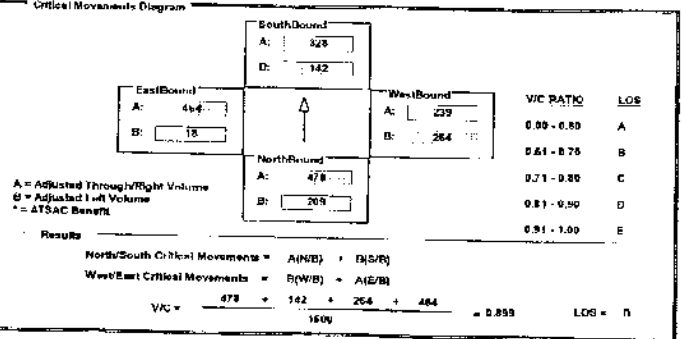 Critical Movements Diagram
SouthBound
A: 328
B: 142
EastBound
A: 464
B: 18
WestBound
A: 239
B: 264
NorthBound
A: 478
B: 209
V/C RATIO LOS
0.00 - 0.60 A
0.61 - 0.70 B
0.71 - 0.80 C
0.81 - 0.90 D
0.91 - 1.00 E
A = Adjusted Through/Right Volume
B = Adjusted Left Volume
* = ATSAC Benefit
Results
North/South Critical Movements = A(N/B) + B(S/B)
West/East Critical Movements = B(W/B) + A(E/B)
V/C = 478 + 142 + 264 + 464
1500
= 0.899 LOS = D